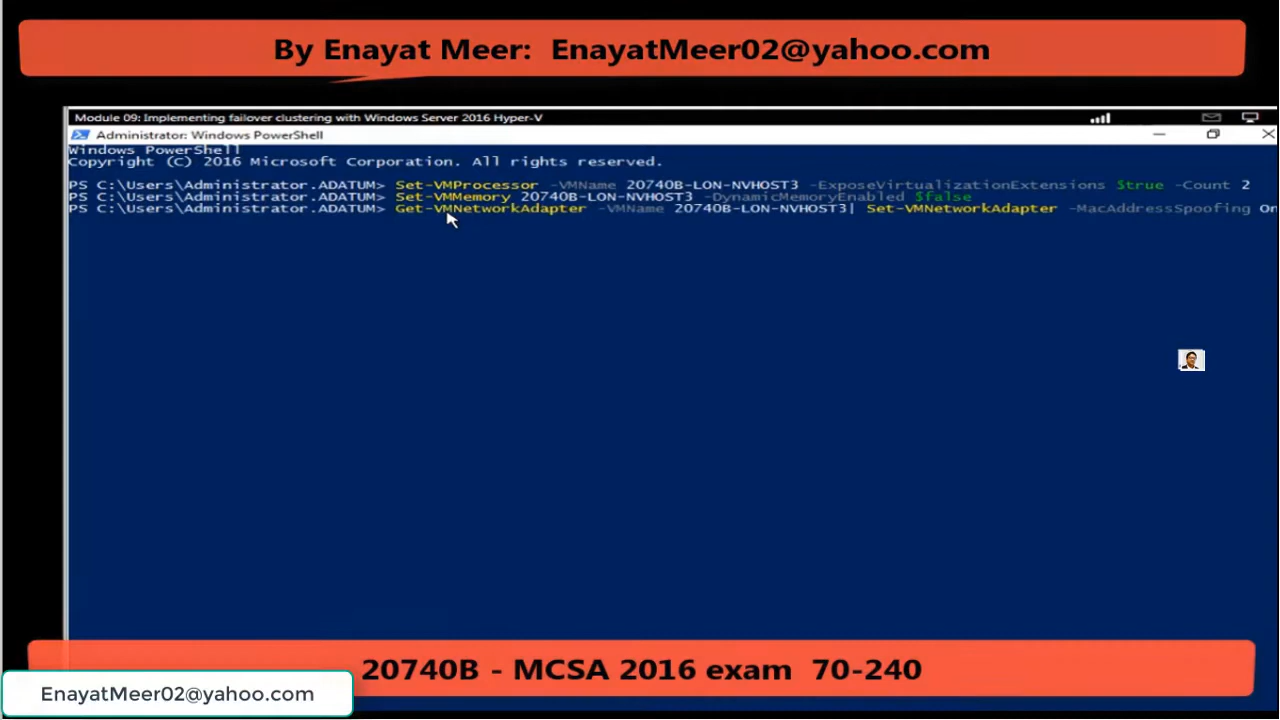 By Enayat Meer: EnayatMeer02@yahoo.com
Module 09: Implementing failover clustering with Windows Server 2016 Hyper-V
Administrator: Windows PowerShell
Windows PowerShell
Copyright (C) 2016 Microsoft Corporation. All rights reserved.
PS C:\Users\Administrator.ADATUM> Set-VMProcessor -VMName 20740B-LON-NVHOST3 -ExposeVirtualizationExtensions $true -Count 2
PS C:\Users\Administrator.ADATUM> Set-VMMemory 20740B-LON-NVHOST3 -DynamicMemoryEnabled $false
PS C:\Users\Administrator.ADATUM> Get-VMNetworkAdapter -VMName 20740B-LON-NVHOST3| Set-VMNetworkAdapter -MacAddressSpoofing On
20740B - MCSA 2016 exam 70-240
EnayatMeer02@yahoo.com